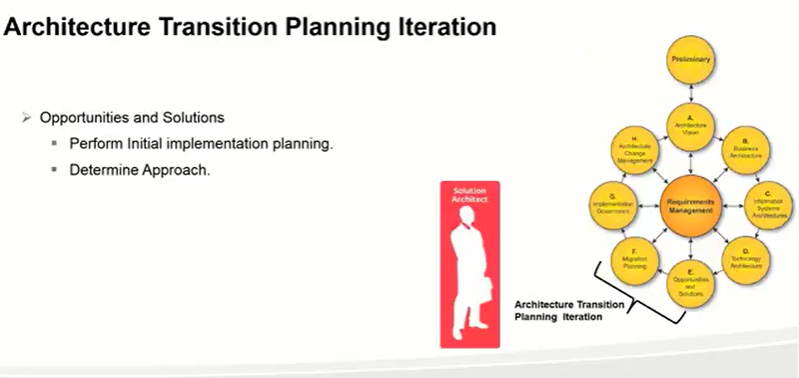 Architecture Transition Planning Iteration
Opportunities and Solutions
Perform Initial implementation planning.
Determine Approach.
Solution
Architect
Preliminary
A.
Architecture
Vision
H.
Architecture
Change
Management
B.
Business
Architecture
G.
Implementation
Governance
Requirements
Management
C.
Information
Systems
Architectures
F.
Migration
Planning
D.
Technology
Architecture
E.
Opportunities
and
Solutions
Architecture Transition
Planning Iteration